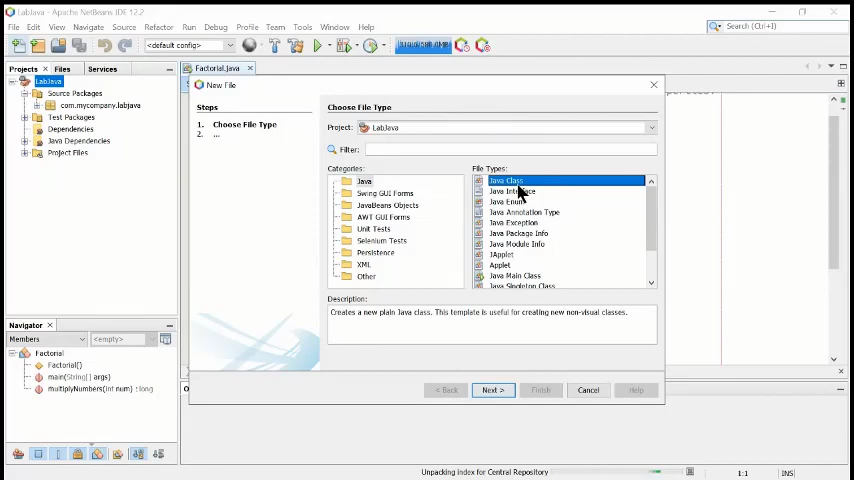 LabJava - Apache NetBeans IDE 12.2
File Edit View Navigate Source Refactor Run Debug Profile Team Tools Window Help
Search (Ctrl+I)
<default config>
Projects Files Services
Factorial.java
LabJava
Source Packages
com.mycompany.labjava
Test Packages
Dependencies
Java Dependencies
Project Files
New File
Steps
1. Choose File Type
2. ...
Choose File Type
Project: LabJava
Filter:
Categories:
Java
Swing GUI Forms
JavaBeans Objects
AWT GUI Forms
Unit Tests
Selenium Tests
Persistence
XML
Other
File Types:
Java Class
Java Interface
Java Enum
Java Annotation Type
Java Exception
Java Package Info
Java Module Info
JApplet
Applet
Java Main Class
Java Singleton Class
Description:
Creates a new plain Java class. This template is useful for creating new non-visual classes.
< Back Next > Finish Cancel Help
Navigator
Members <empty>
Factorial
Factorial()
main(String[] args)
multiplyNumbers(int num) : long
Unpacking index for Central Repository
1:1 INS